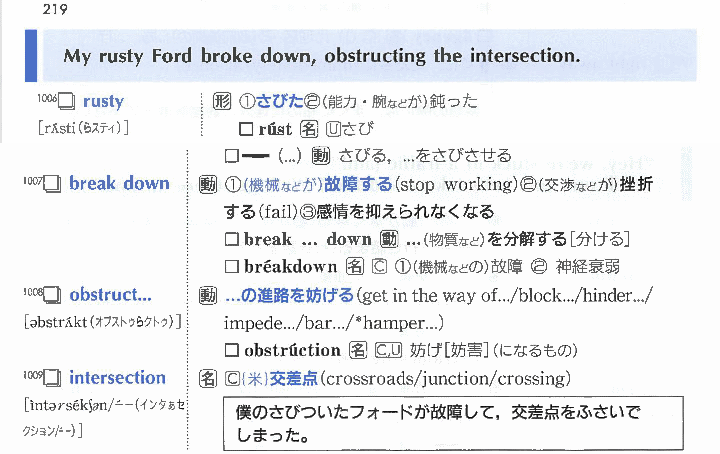 219
My rusty Ford broke down, obstructing the intersection.
1006□ rusty 形 ①さびた②(能力・腕などが)鈍った
[rʌ́sti(らスティ)] □ rúst 名 Ⓤさび
□━ (...) 動 さびる, ...をさびさせる
1007□ break down 動 ①(機械などが)故障する(stop working)②(交渉などが)挫折
する(fail)③感情を抑えられなくなる
□ break ... down 動 ...(物質など)を分解する[分ける]
□ bréakdown 名 Ⓒ ①(機械などの)故障 ② 神経衰弱
1008□ obstruct... 動 ...の進路を妨げる(get in the way of.../block.../hinder.../
[əbstrʌ́kt(オブストゥらクトゥ)] impede.../bar.../*hamper...)
□ obstrúction 名 Ⓒ,Ⓤ 妨げ[妨害](になるもの)
1009□ intersection 名 Ⓒ{米}交差点(crossroads/junction/crossing)
[ìntərsékʃən/ ́--(インタぁセ 僕のさびついたフォードが故障して，交差点をふさいで
クション/ ́--)] しまった。